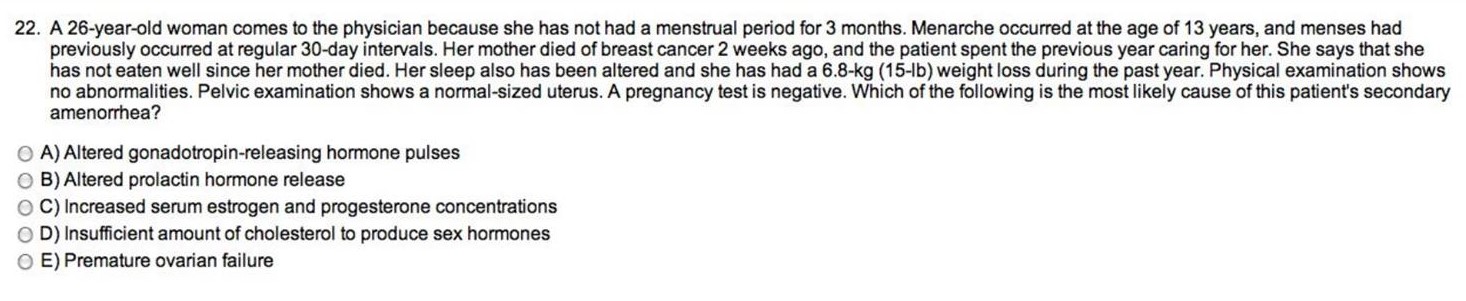 22. A 26-year-old woman comes to the physician because she has not had a menstrual period for 3 months. Menarche occurred at the age of 13 years, and menses had
previously occurred at regular 30-day intervals. Her mother died of breast cancer 2 weeks ago, and the patient spent the previous year caring for her. She says that she
has not eaten well since her mother died. Her sleep also has been altered and she has had a 6.8-kg (15-lb) weight loss during the past year. Physical examination shows
no abnormalities. Pelvic examination shows a normal-sized uterus. A pregnancy test is negative. Which of the following is the most likely cause of this patient's secondary
amenorrhea?
A) Altered gonadotropin-releasing hormone pulses
B) Altered prolactin hormone release
C) Increased serum estrogen and progesterone concentrations
D) Insufficient amount of cholesterol to produce sex hormones
E) Premature ovarian failure